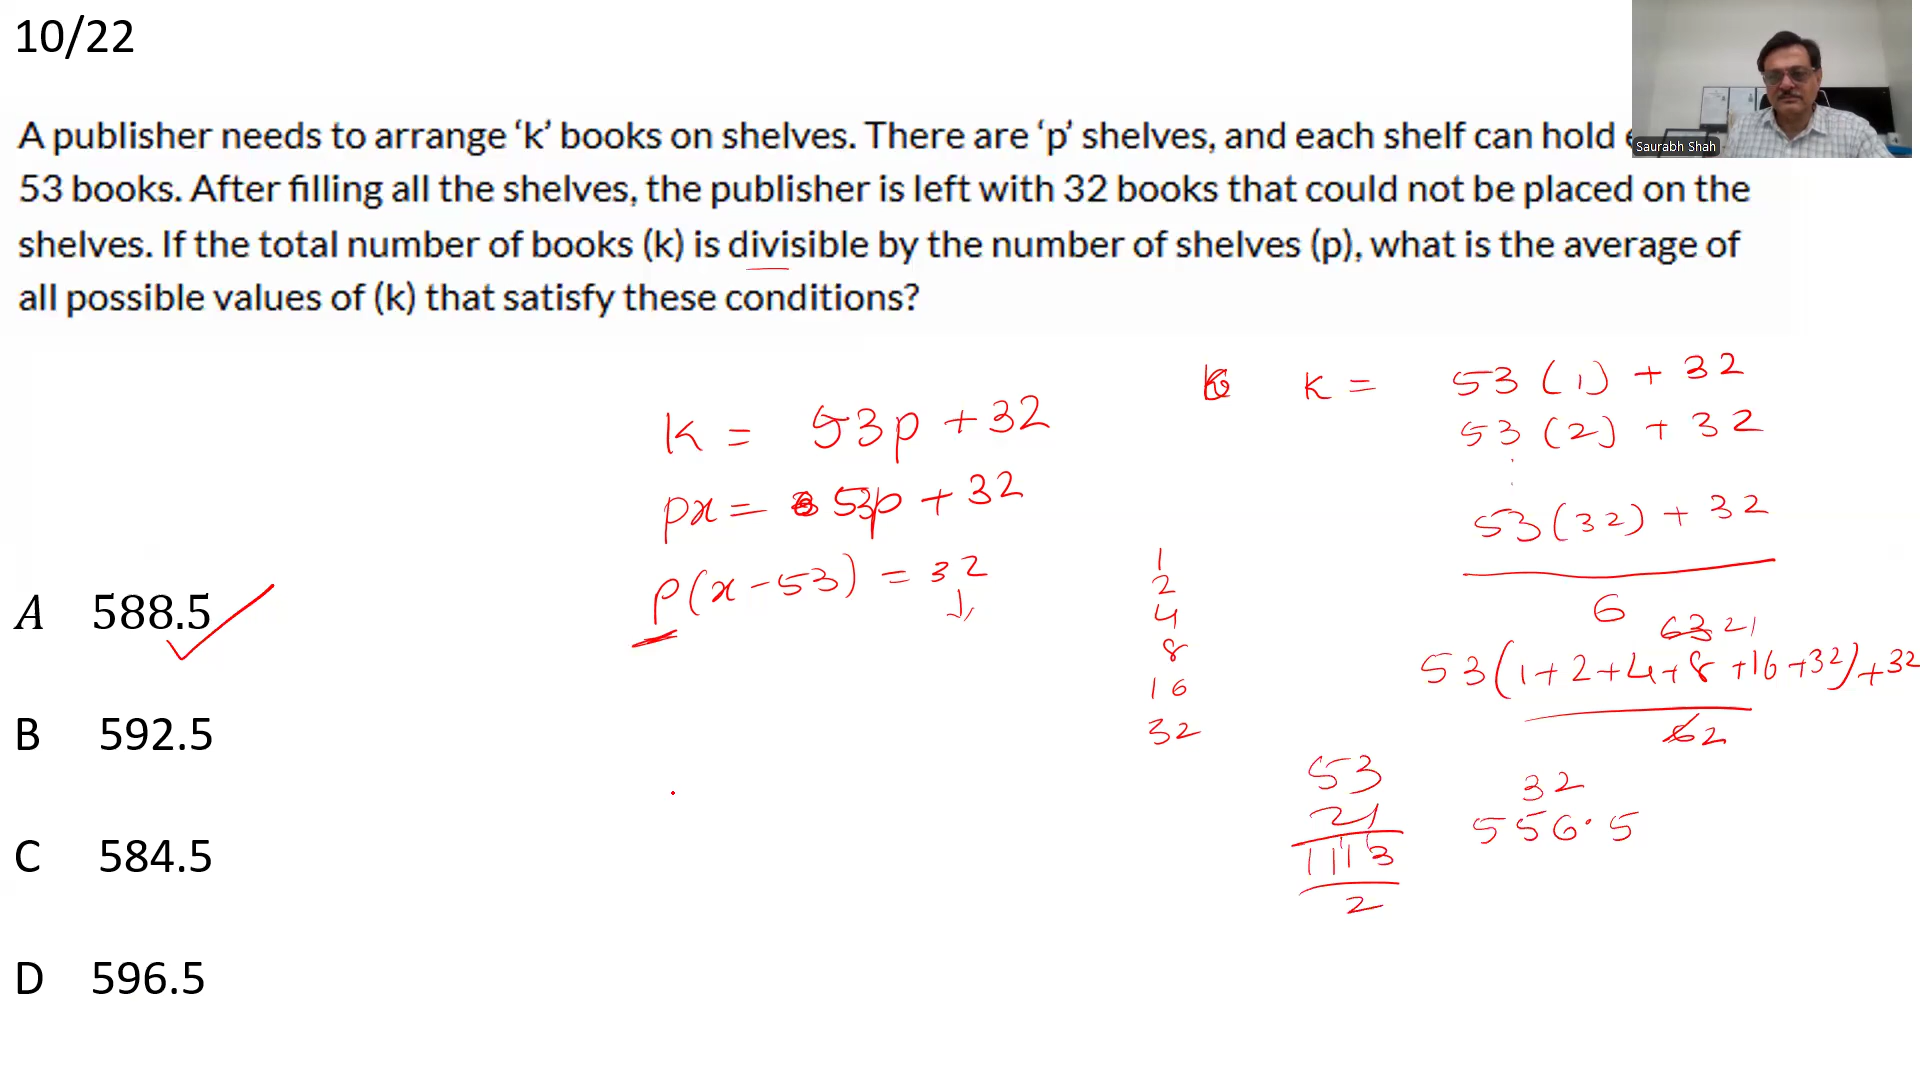 10/22
Saurabh Shah
A publisher needs to arrange ‘k’ books on shelves. There are ‘p’ shelves, and each shelf can hold
53 books. After filling all the shelves, the publisher is left with 32 books that could not be placed on the
shelves. If the total number of books (k) is divisible by the number of shelves (p), what is the average of
all possible values of (k) that satisfy these conditions?
k = 53p + 32
px = 53p + 32
p(x - 53) = 32
1
2
4
8
16
32
k = 53 (1) + 32
53 (2) + 32
53 (32) + 32
6
63 21
53 (1 + 2 + 4 + 8 + 16 + 32) + 32
6 2
53
21
1113
2
32
556.5
A 588.5
B 592.5
C 584.5
D 596.5